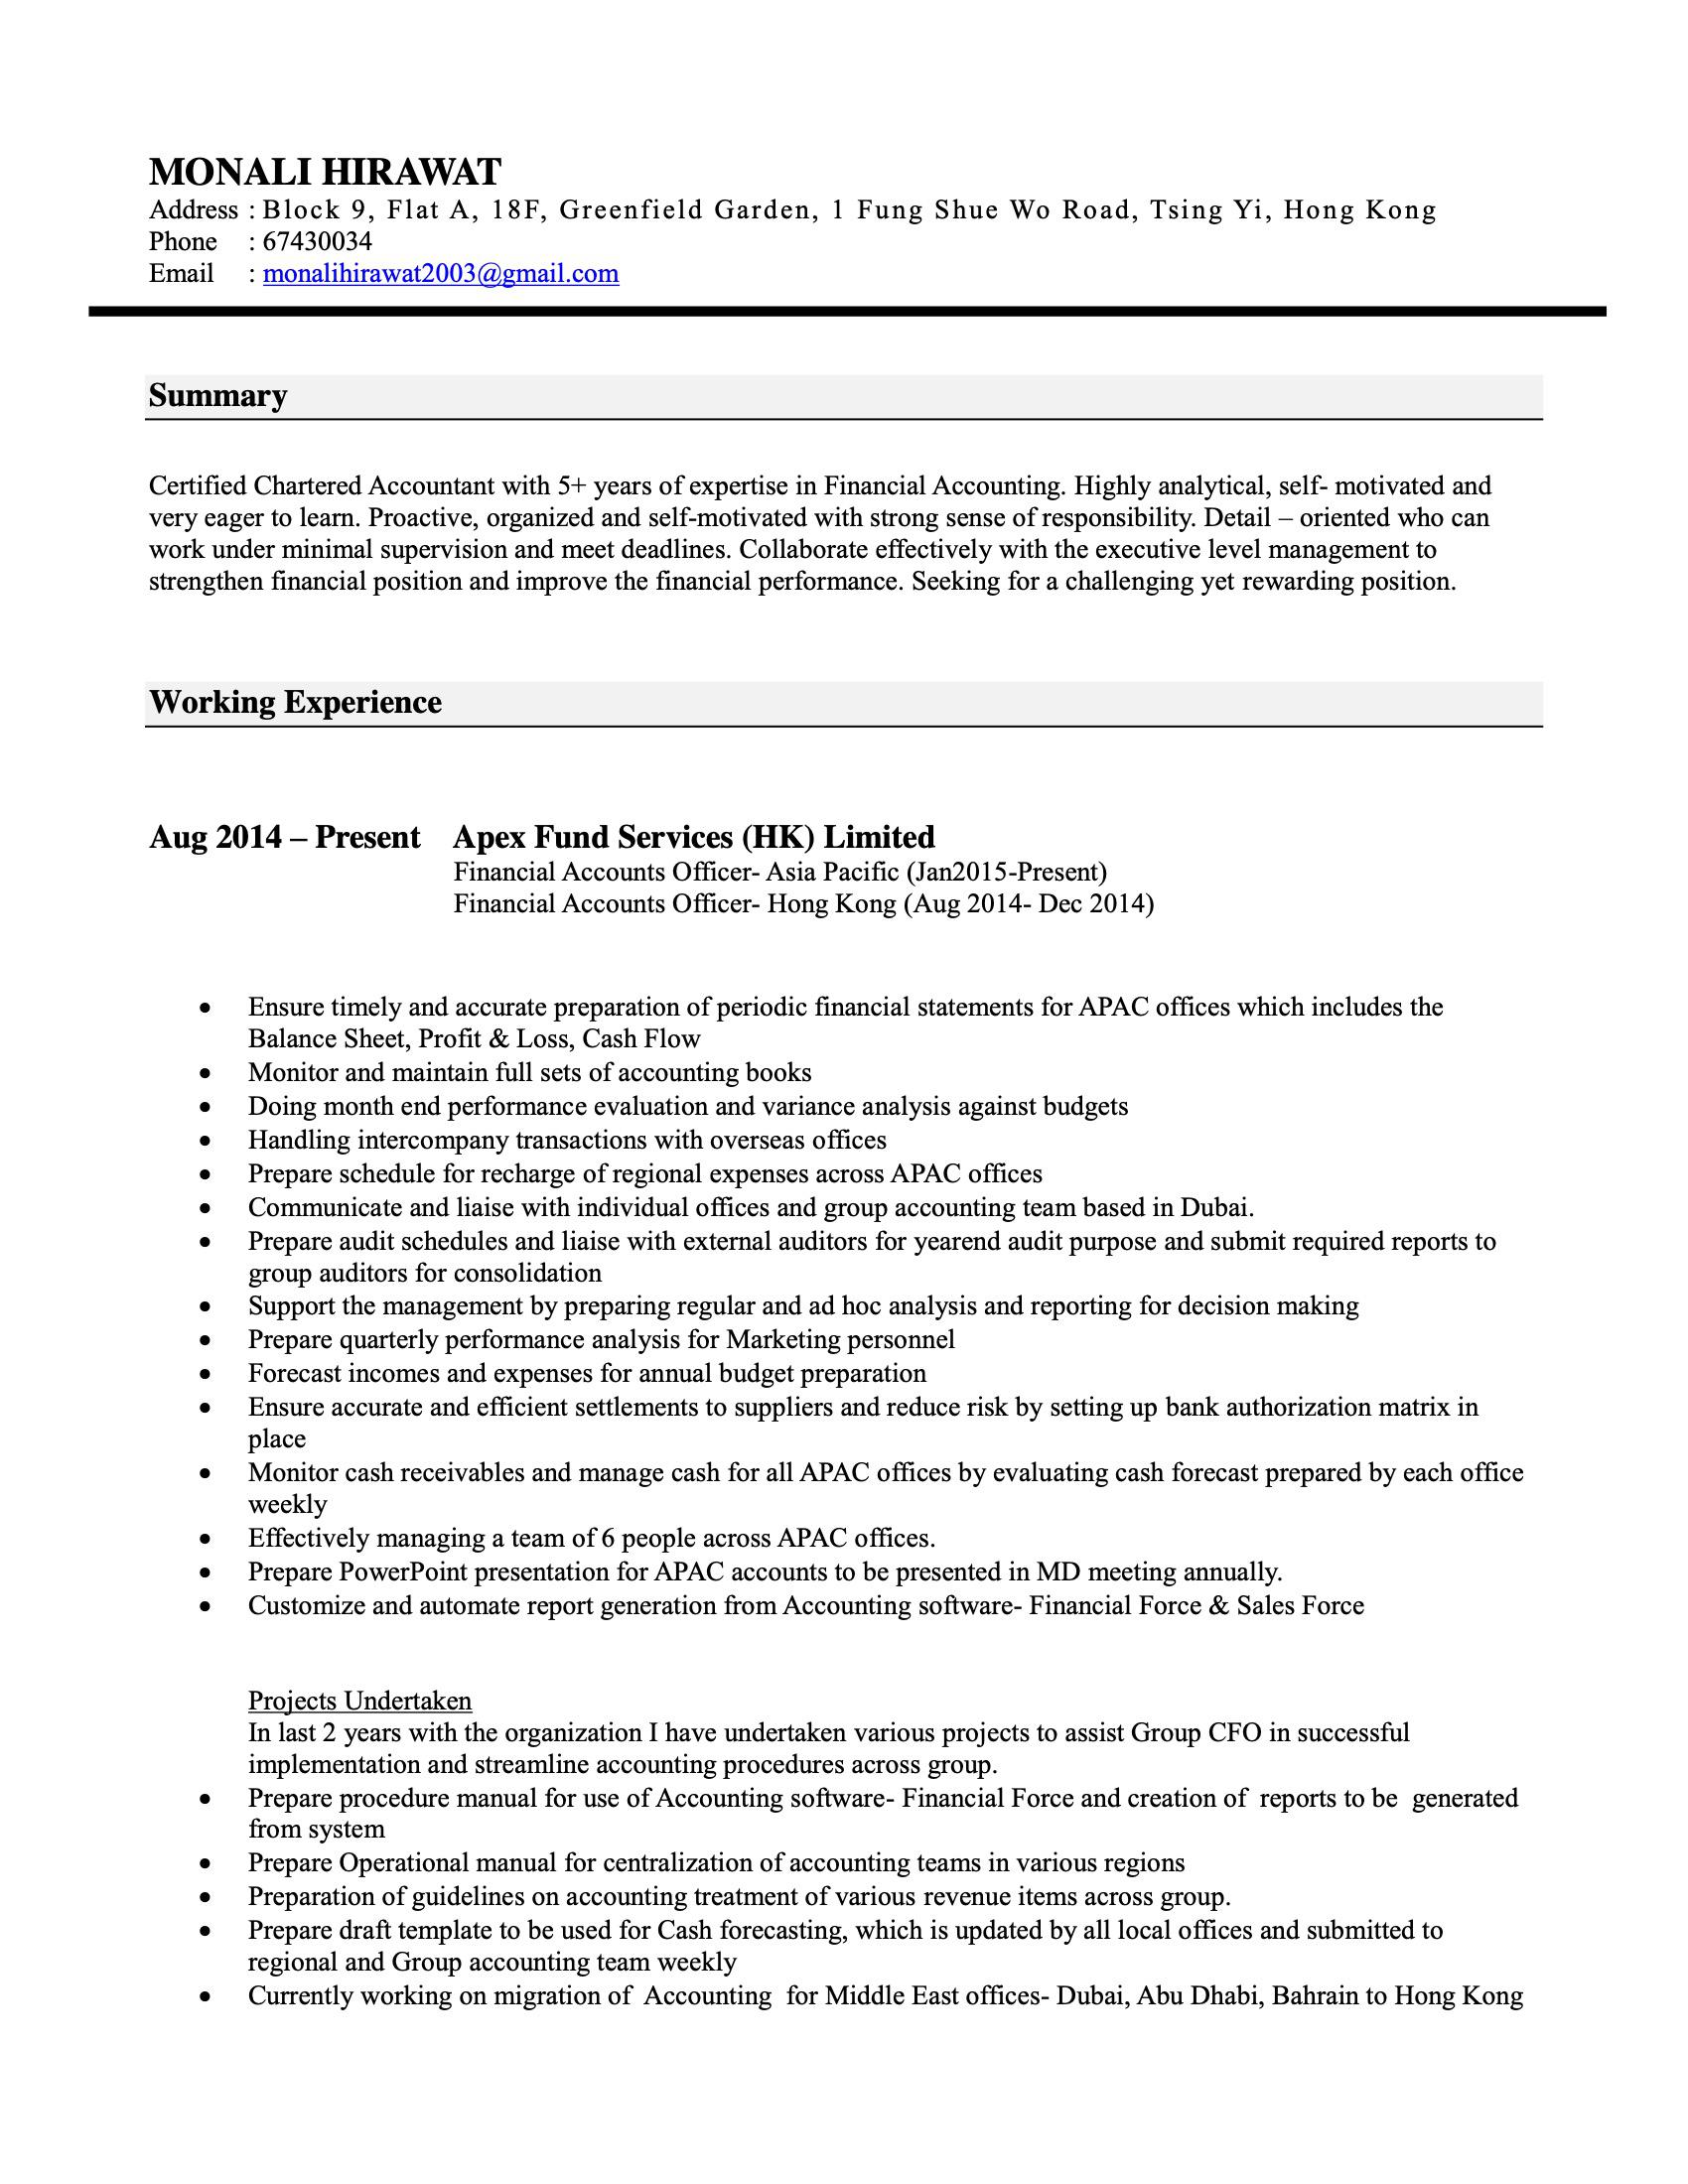 MONALI HIRAWAT
Address : Block 9, Flat A, 18F, Greenfield Garden, 1 Fung Shue Wo Road, Tsing Yi, Hong Kong
Phone : 67430034
Email : monalihirawat2003@gmail.com
Summary
Certified Chartered Accountant with 5+ years of expertise in Financial Accounting. Highly analytical, self- motivated and
very eager to learn. Proactive, organized and self-motivated with strong sense of responsibility. Detail – oriented who can
work under minimal supervision and meet deadlines. Collaborate effectively with the executive level management to
strengthen financial position and improve the financial performance. Seeking for a challenging yet rewarding position.
Working Experience
Aug 2014 – Present Apex Fund Services (HK) Limited
Financial Accounts Officer- Asia Pacific (Jan2015-Present)
Financial Accounts Officer- Hong Kong (Aug 2014- Dec 2014)
• Ensure timely and accurate preparation of periodic financial statements for APAC offices which includes the
Balance Sheet, Profit & Loss, Cash Flow
• Monitor and maintain full sets of accounting books
• Doing month end performance evaluation and variance analysis against budgets
• Handling intercompany transactions with overseas offices
• Prepare schedule for recharge of regional expenses across APAC offices
• Communicate and liaise with individual offices and group accounting team based in Dubai.
• Prepare audit schedules and liaise with external auditors for yearend audit purpose and submit required reports to
group auditors for consolidation
• Support the management by preparing regular and ad hoc analysis and reporting for decision making
• Prepare quarterly performance analysis for Marketing personnel
• Forecast incomes and expenses for annual budget preparation
• Ensure accurate and efficient settlements to suppliers and reduce risk by setting up bank authorization matrix in
place
• Monitor cash receivables and manage cash for all APAC offices by evaluating cash forecast prepared by each office
weekly
• Effectively managing a team of 6 people across APAC offices.
• Prepare PowerPoint presentation for APAC accounts to be presented in MD meeting annually.
• Customize and automate report generation from Accounting software- Financial Force & Sales Force
Projects Undertaken
In last 2 years with the organization I have undertaken various projects to assist Group CFO in successful
implementation and streamline accounting procedures across group.
• Prepare procedure manual for use of Accounting software- Financial Force and creation of reports to be generated
from system
• Prepare Operational manual for centralization of accounting teams in various regions
• Preparation of guidelines on accounting treatment of various revenue items across group.
• Prepare draft template to be used for Cash forecasting, which is updated by all local offices and submitted to
regional and Group accounting team weekly
• Currently working on migration of Accounting for Middle East offices- Dubai, Abu Dhabi, Bahrain to Hong Kong